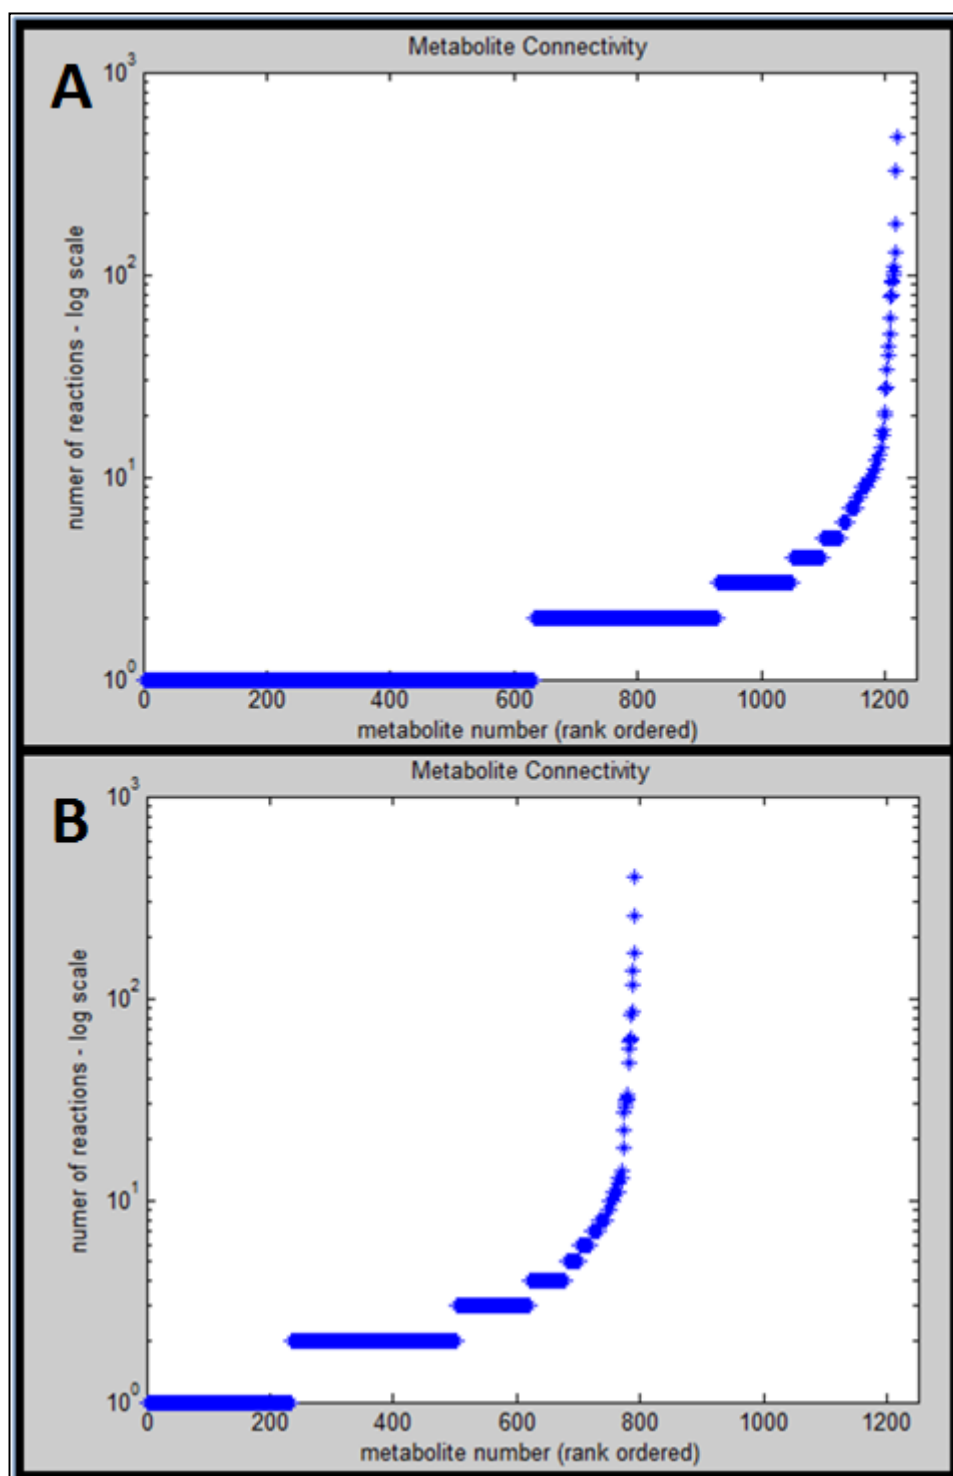 A
Metabolite Connectivity
10^3
10^2
10^1
10^0
numer of reactions - log scale
0 200 400 600 800 1000 1200
metabolite number (rank ordered)
B
Metabolite Connectivity
10^3
10^2
10^1
10^0
numer of reactions - log scale
0 200 400 600 800 1000 1200
metabolite number (rank ordered)